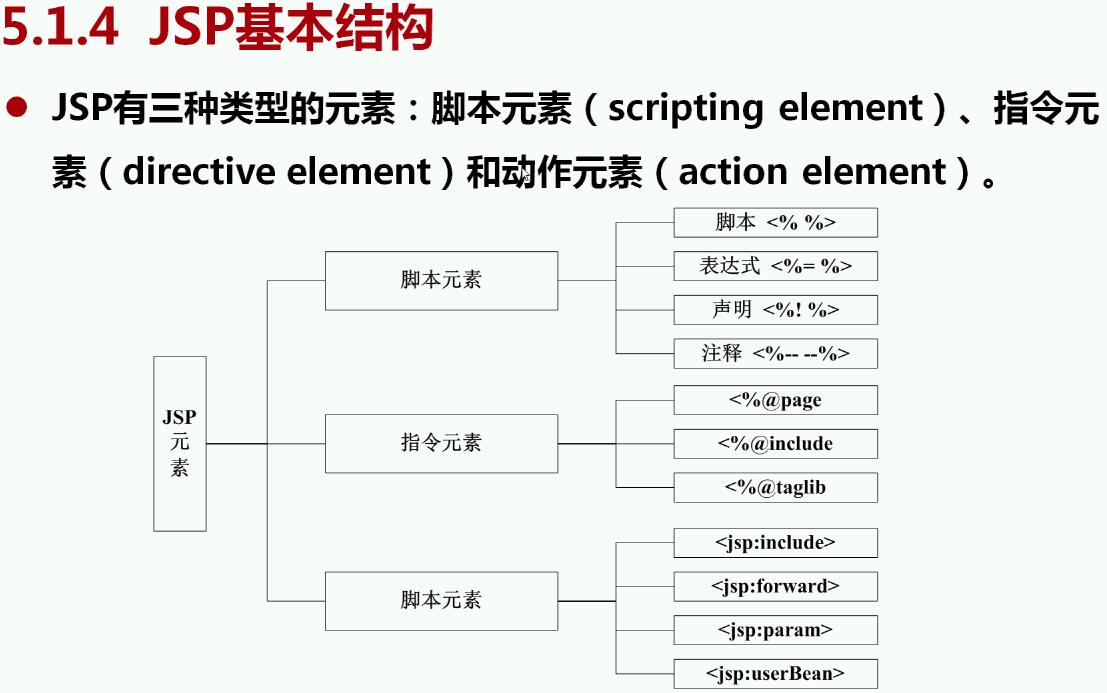 5.1.4 JSP基本结构
JSP有三种类型的元素：脚本元素（scripting element）、指令元
素（directive element）和动作元素（action element）。
JSP
元
素
脚本元素
脚本 <% %>
表达式 <%= %>
声明 <%! %>
注释 <%-- --%>
指令元素
<%@page
<%@include
<%@taglib
脚本元素
<jsp:include>
<jsp:forward>
<jsp:param>
<jsp:userBean>